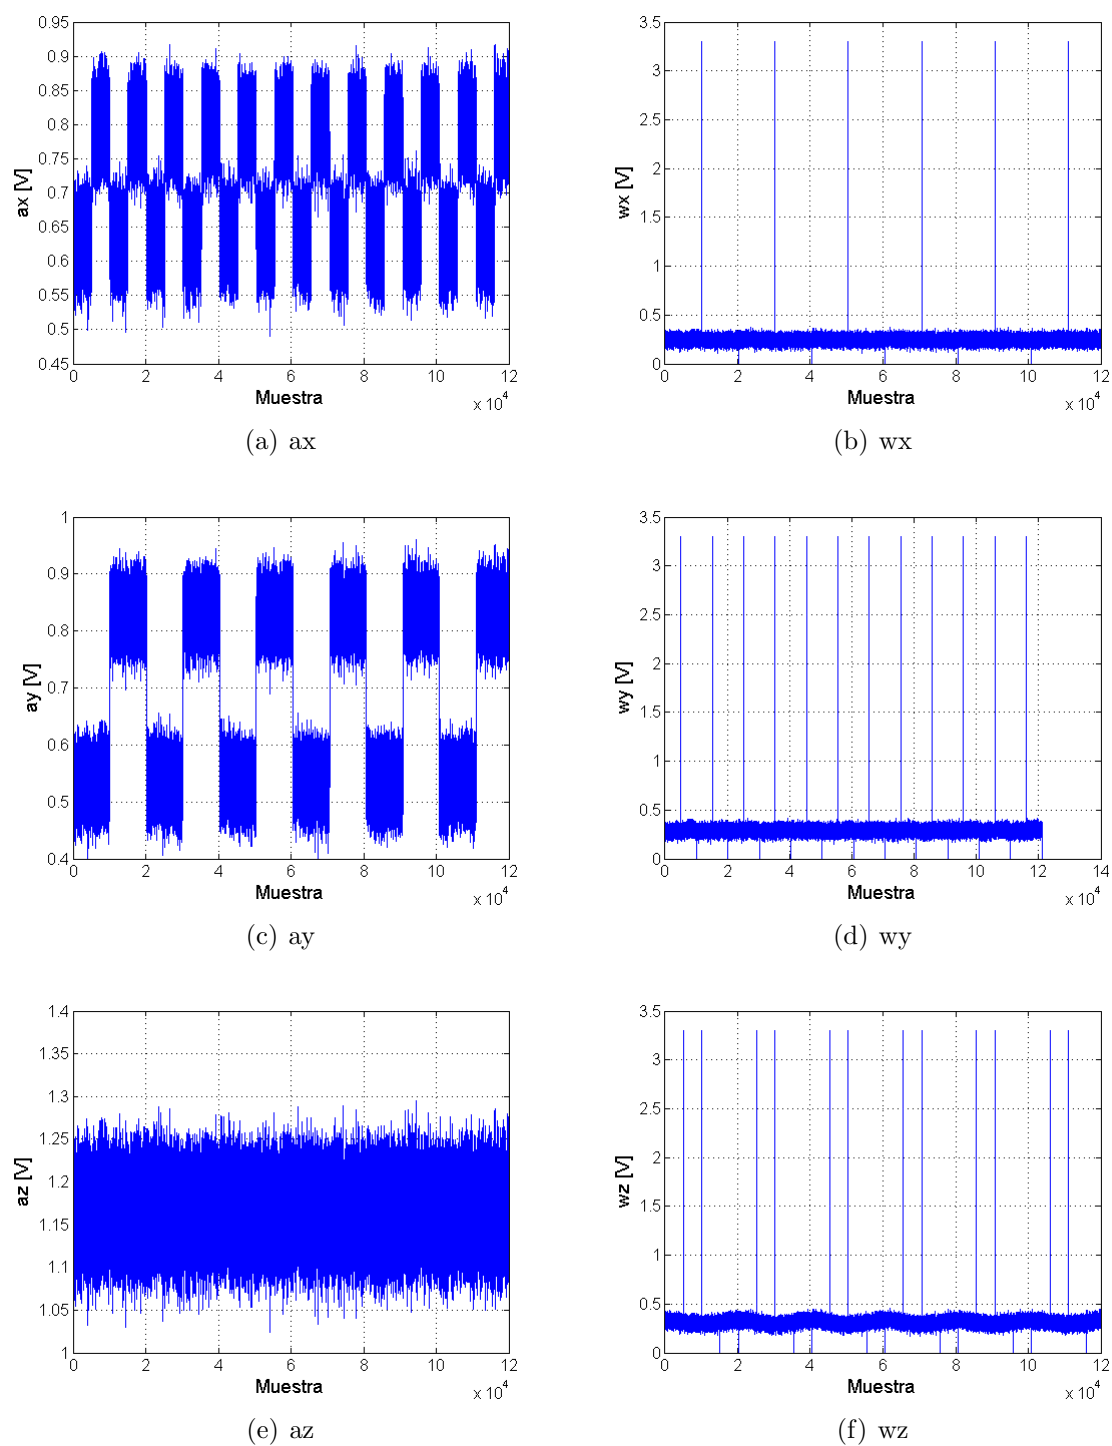 0.95
0.9
0.85
0.8
0.75
0.7
0.65
0.6
0.55
0.5
0.45
ax [V]
0 2 4 6 8 10 12
Muestra
x 10^4
(a) ax
3.5
3
2.5
2
1.5
1
0.5
0
wx [V]
0 2 4 6 8 10 12
Muestra
x 10^4
(b) wx
1
0.9
0.8
0.7
0.6
0.5
0.4
ay [V]
0 2 4 6 8 10 12
Muestra
x 10^4
(c) ay
3.5
3
2.5
2
1.5
1
0.5
0
wy [V]
0 2 4 6 8 10 12 14
Muestra
x 10^4
(d) wy
1.4
1.35
1.3
1.25
1.2
1.15
1.1
1.05
1
az [V]
0 2 4 6 8 10 12
Muestra
x 10^4
(e) az
3.5
3
2.5
2
1.5
1
0.5
0
wz [V]
0 2 4 6 8 10 12
Muestra
x 10^4
(f) wz